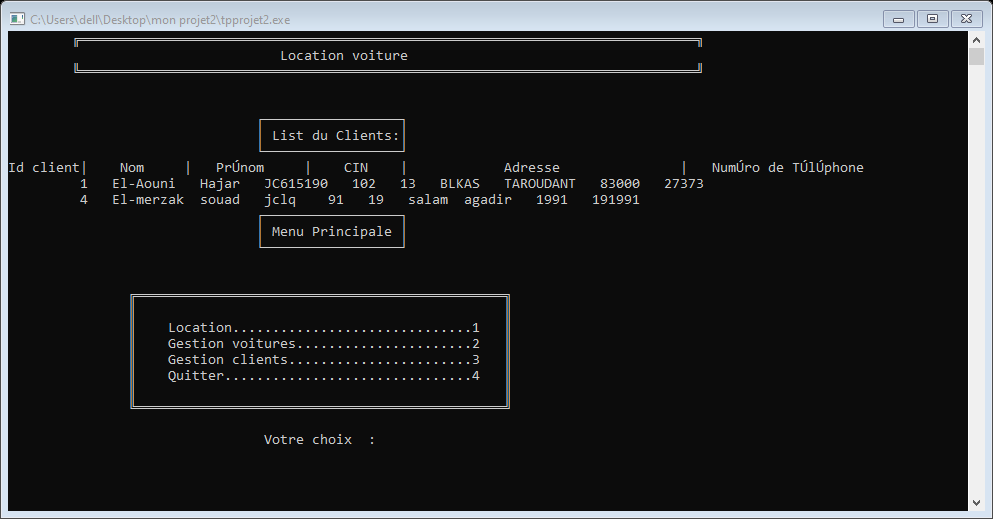 C:\Users\dell\Desktop\mon projet2\tpprojet2.exe
Location voiture
List du Clients:
Id client| Nom | PrÚnom | CIN | Adresse | NumÚro de TÚlÚphone
1 El-Aouni Hajar JC615190 102 13 BLKAS TAROUDANT 83000 27373
4 El-merzak souad jclq 91 19 salam agadir 1991 191991
Menu Principale
Location..............................1
Gestion voitures......................2
Gestion clients.......................3
Quitter...............................4
Votre choix :